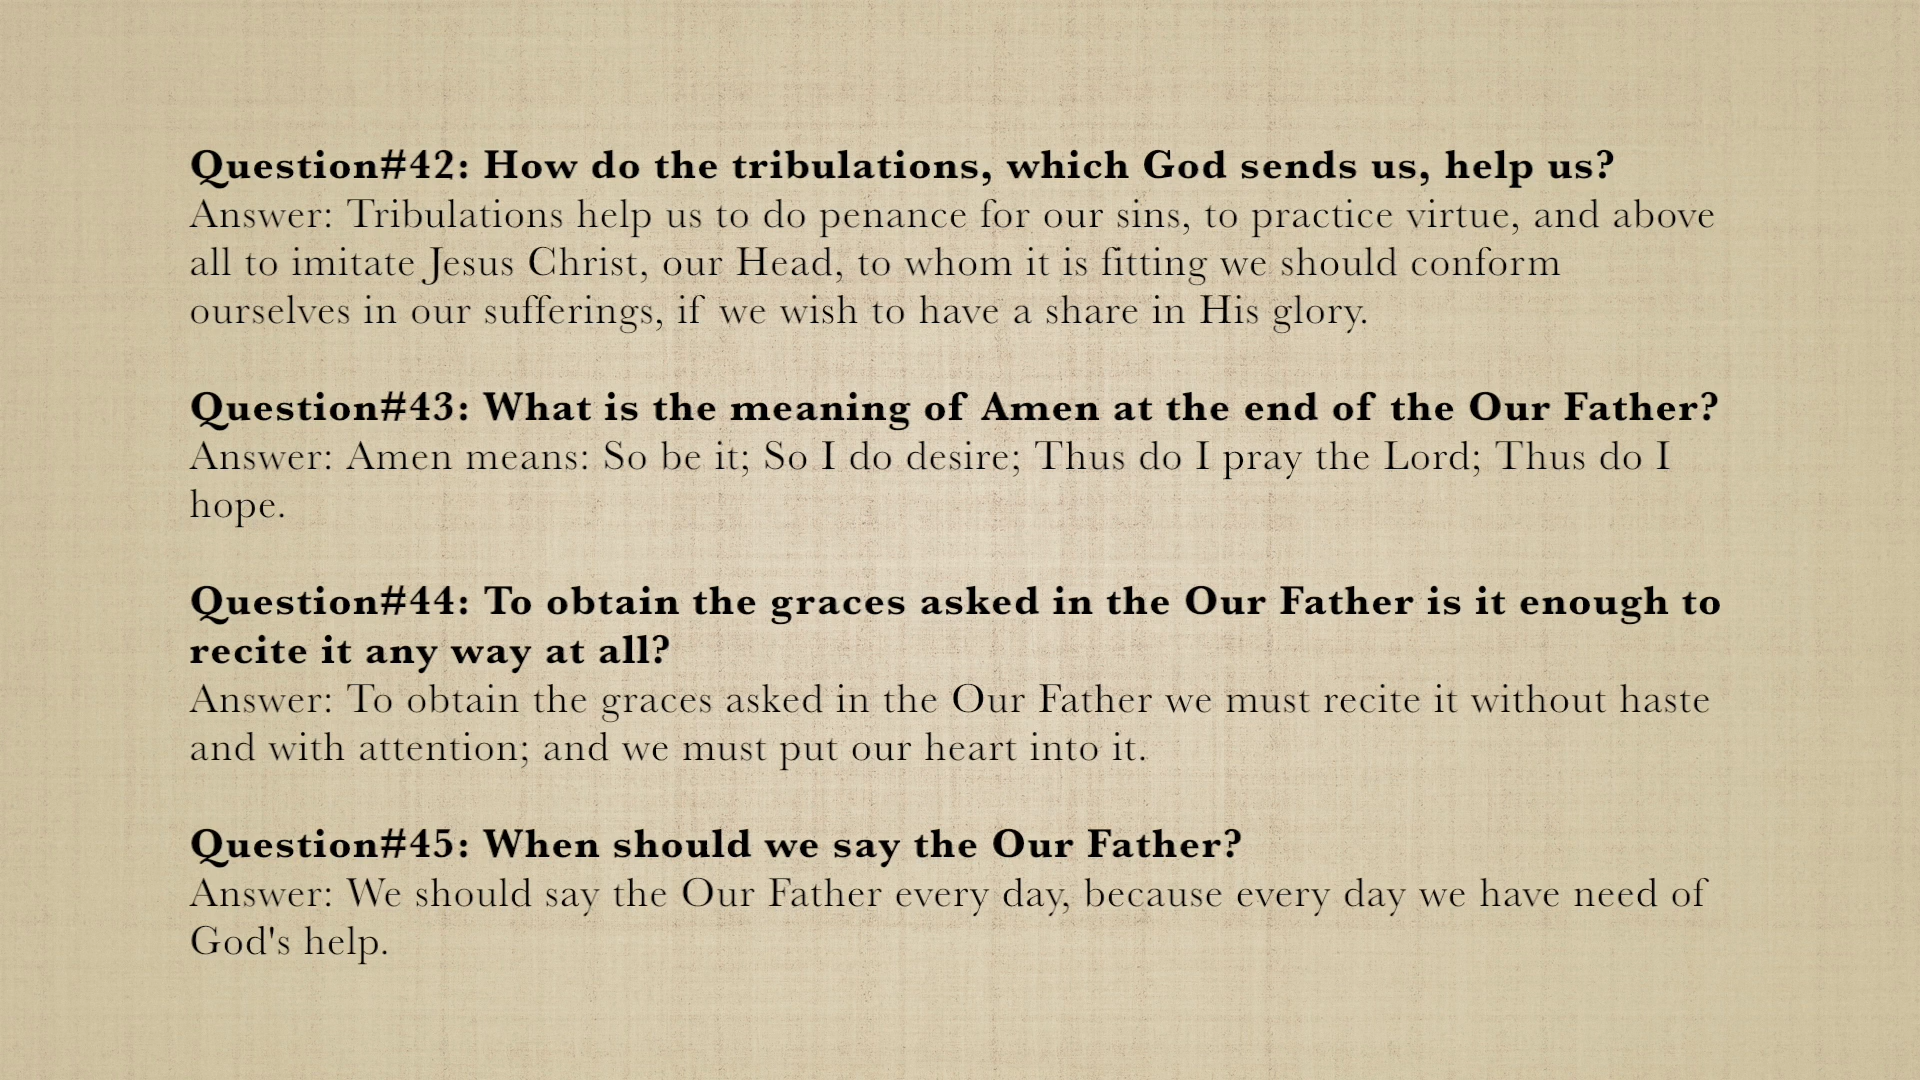 Question#42: How do the tribulations, which God sends us, help us?
Answer: Tribulations help us to do penance for our sins, to practice virtue, and above
all to imitate Jesus Christ, our Head, to whom it is fitting we should conform
ourselves in our sufferings, if we wish to have a share in His glory.
Question#43: What is the meaning of Amen at the end of the Our Father?
Answer: Amen means: So be it; So I do desire; Thus do I pray the Lord; Thus do I
hope.
Question#44: To obtain the graces asked in the Our Father is it enough to
recite it any way at all?
Answer: To obtain the graces asked in the Our Father we must recite it without haste
and with attention; and we must put our heart into it.
Question#45: When should we say the Our Father?
Answer: We should say the Our Father every day, because every day we have need of
God's help.